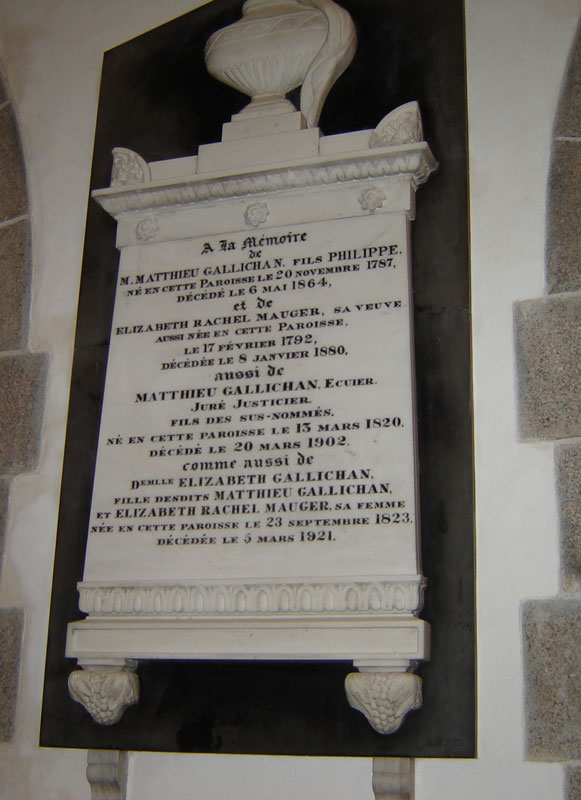 A la Mémoire
de
M. MATTHIEU GALLICHAN, FILS PHILIPPE,
NÉ EN CETTE PAROISSE LE 20 NOVEMBRE 1787,
DÉCÉDÉ LE 6 MAI 1864,
et de
ELIZABETH RACHEL MAUGER, SA VEUVE
AUSSI NÉE EN CETTE PAROISSE,
LE 17 FÉVRIER 1792,
DÉCÉDÉE LE 8 JANVIER 1880,
aussi de
MATTHIEU GALLICHAN, ECUIER.
JURÉ JUSTICIER.
FILS DES SUS-NOMMÉS.
NÉ EN CETTE PAROISSE LE 13 MARS 1820.
DÉCÉDÉ LE 20 MARS 1902.
comme aussi de
DEMLLE ELIZABETH GALLICHAN,
FILLE DESDITS MATTHIEU GALLICHAN,
ET ELIZABETH RACHEL MAUGER, SA FEMME
NÉE EN CETTE PAROISSE LE 23 SEPTEMBRE 1823.
DÉCÉDÉE LE 5 MARS 1921.